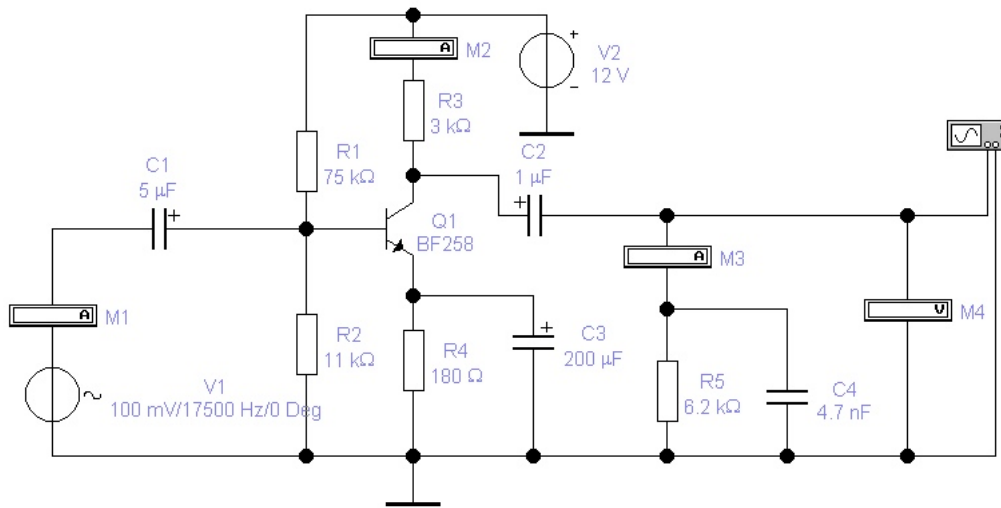 A
M2
+
V2
12 V
-
R3
3 kΩ
C1
5 µF
+
R1
75 kΩ
C2
1 µF
+
Q1
BF258
A
M3
A
M1
V
M4
R2
11 kΩ
R4
180 Ω
+
C3
200 µF
V1
100 mV/17500 Hz/0 Deg
R5
6.2 kΩ
C4
4.7 nF